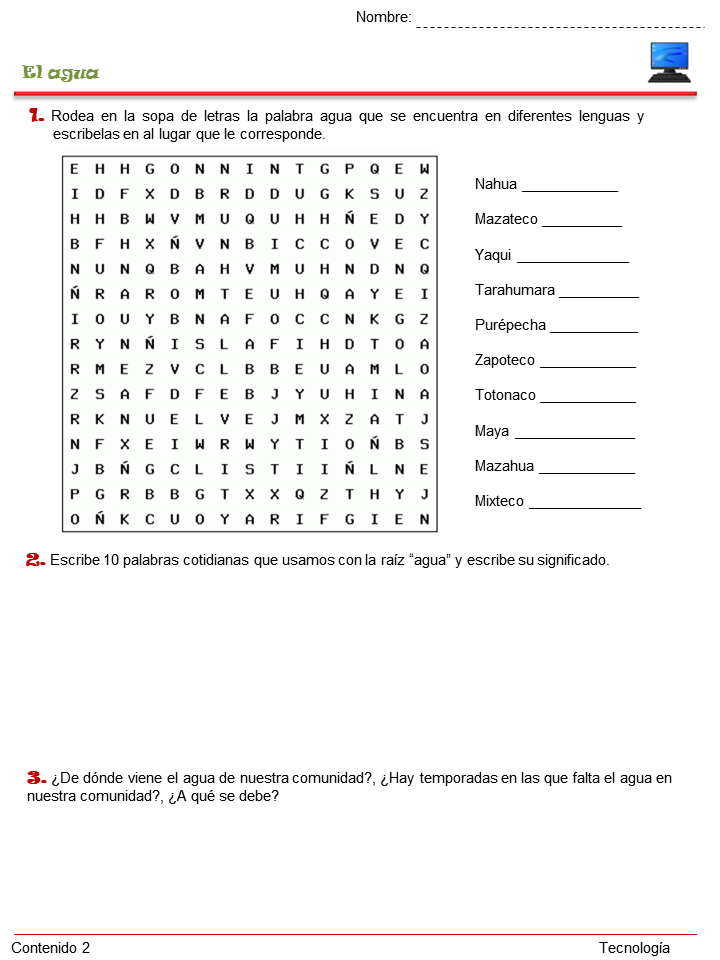 Nombre: ___________________________________
El agua
1. Rodea en la sopa de letras la palabra agua que se encuentra en diferentes lenguas y
escribelas en al lugar que le corresponde.
E H H G O N N I N T G P Q E W
I D F X D B R D D U G K S U Z
H H B W V M U Q U H H Ñ E D Y
B F H X Ñ V N B I C C O V E C
N U N Q B A H V M U H N D N Q
Ñ R A R O M T E U H Q A Y E I
I O U Y B N A F O C C N K G Z
R Y N Ñ I S L A F I H D T O A
R M E Z V C L B B E U A M L O
Z S A F D F E B J Y U H I N A
R K N U E L V E J M X Z A T J
N F X E I W R W Y T I O Ñ B S
J B Ñ G C L I S T I I Ñ L N E
P G R B B G T X X Q Z T H Y J
O Ñ K C U O Y A R I F G I E N
Nahua ____________
Mazateco __________
Yaqui ______________
Tarahumara __________
Purépecha ___________
Zapoteco ____________
Totonaco ____________
Maya _______________
Mazahua ____________
Mixteco ______________
2. Escribe 10 palabras cotidianas que usamos con la raíz “agua” y escribe su significado.
3. ¿De dónde viene el agua de nuestra comunidad?, ¿Hay temporadas en las que falta el agua en
nuestra comunidad?, ¿A qué se debe?
Contenido 2
Tecnología